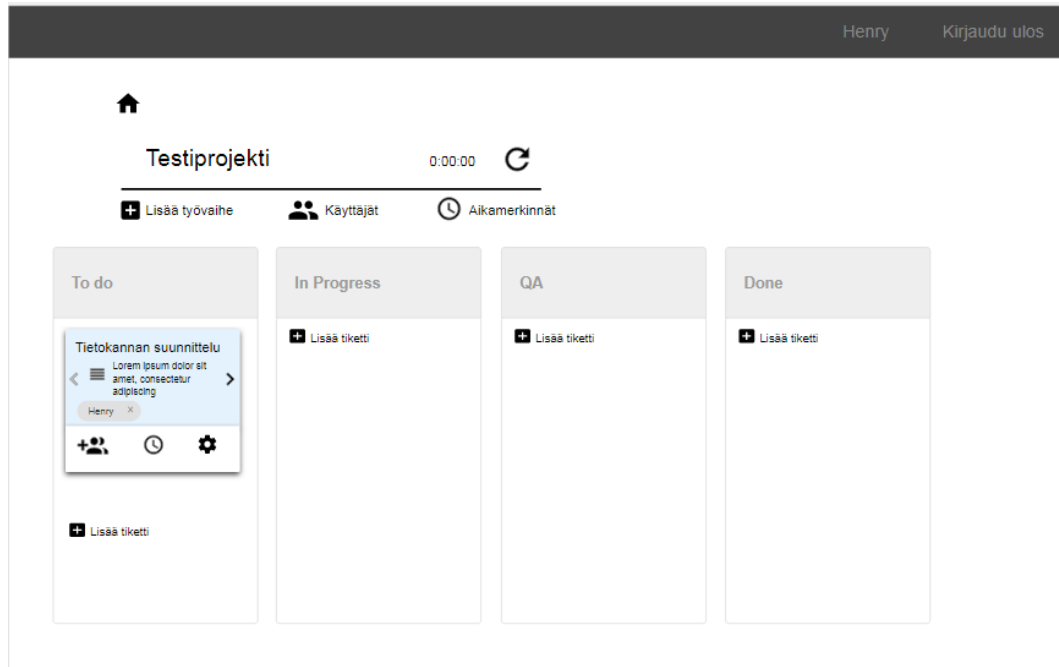 Henry Kirjaudu ulos
Testiprojekti 0:00:00
Lisää työvaihe Käyttäjät Aikamerkinnät
To do In Progress QA Done
Tietokannan suunnittelu
Lorem ipsum dolor sit
amet, consectetur
adipiscing
Henry x
Lisää tiketti
Lisää tiketti
Lisää tiketti
Lisää tiketti